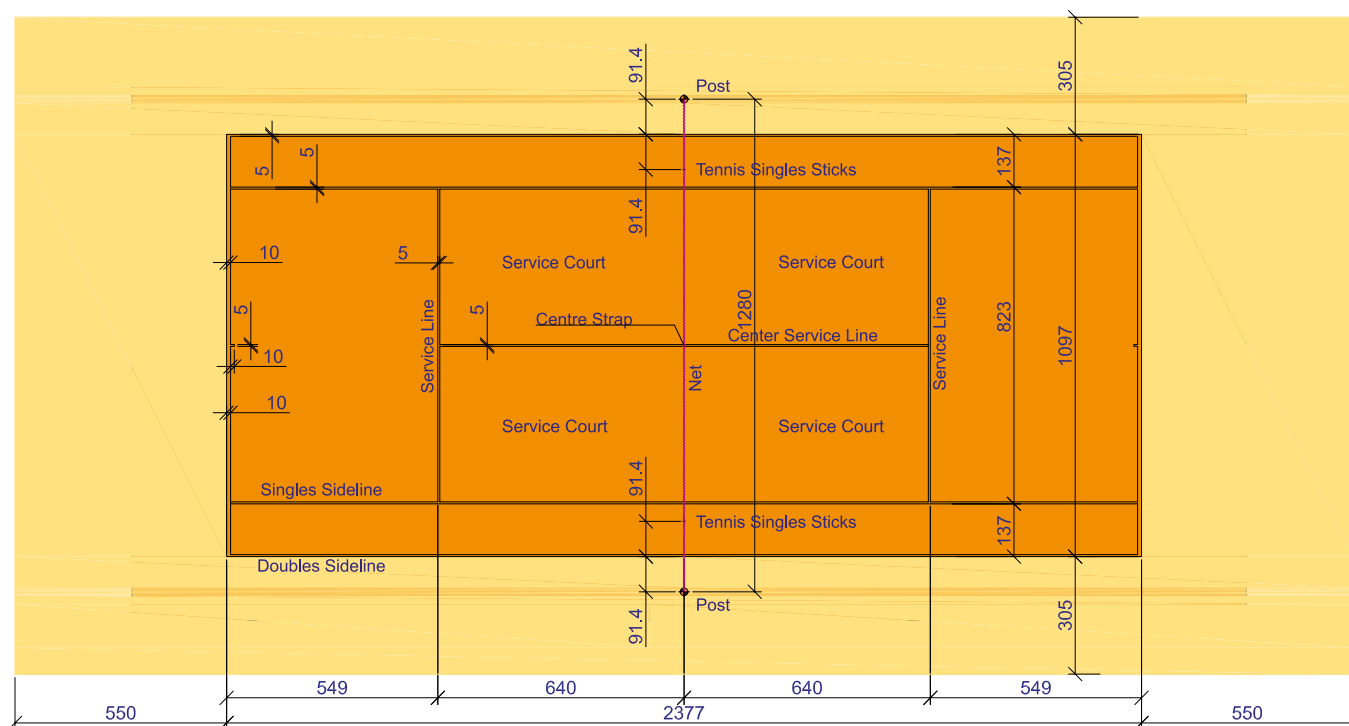 91.4
Post
305
5
5
137
Tennis Singles Sticks
91.4
10
5
Service Court
Service Court
5
5
Service Line
Centre Strap
1280
Center Service Line
Service Line
823
1097
10
Net
10
Service Court
Service Court
91.4
Singles Sideline
Tennis Singles Sticks
137
Doubles Sideline
91.4
Post
305
549
640
640
549
550
2377
550